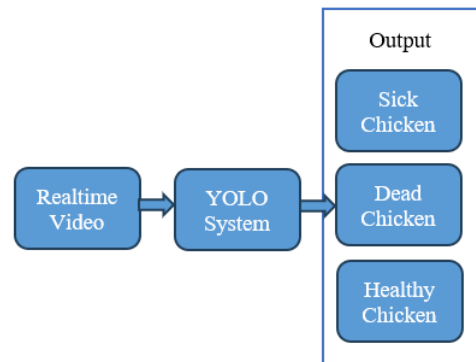 Output
Sick
Chicken
Realtime
Video
YOLO
System
Dead
Chicken
Healthy
Chicken